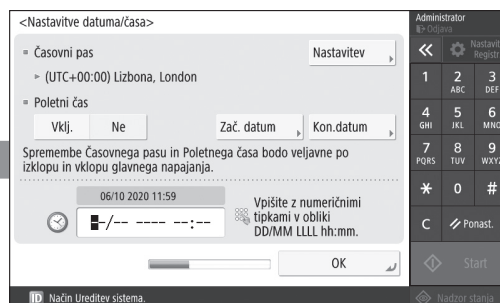 <Nastavitve datuma/časa>
Časovni pas
Nastavitev
(UTC+00:00) Lizbona, London
Poletni čas
Vklj.
Ne
Zač. datum
Kon.datum
Spremembe Časovnega pasu in Poletnega časa bodo veljavne po
izklopu in vklopu glavnega napajanja.
06/10 2020 11:59
-/-- ---- --:--
Vpišite z numeričnimi
tipkami v obliki
DD/MM LLLL hh:mm.
OK
ID Način Ureditev sistema.
Administrator
Odjava
Nastavit
Registr
1
2 ABC
3 DEF
4 GHI
5 JKL
6 MNO
7 PQRS
8 TUV
9 WXYZ
*
0
#
C
Ponast.
Start
Nadzor stanja